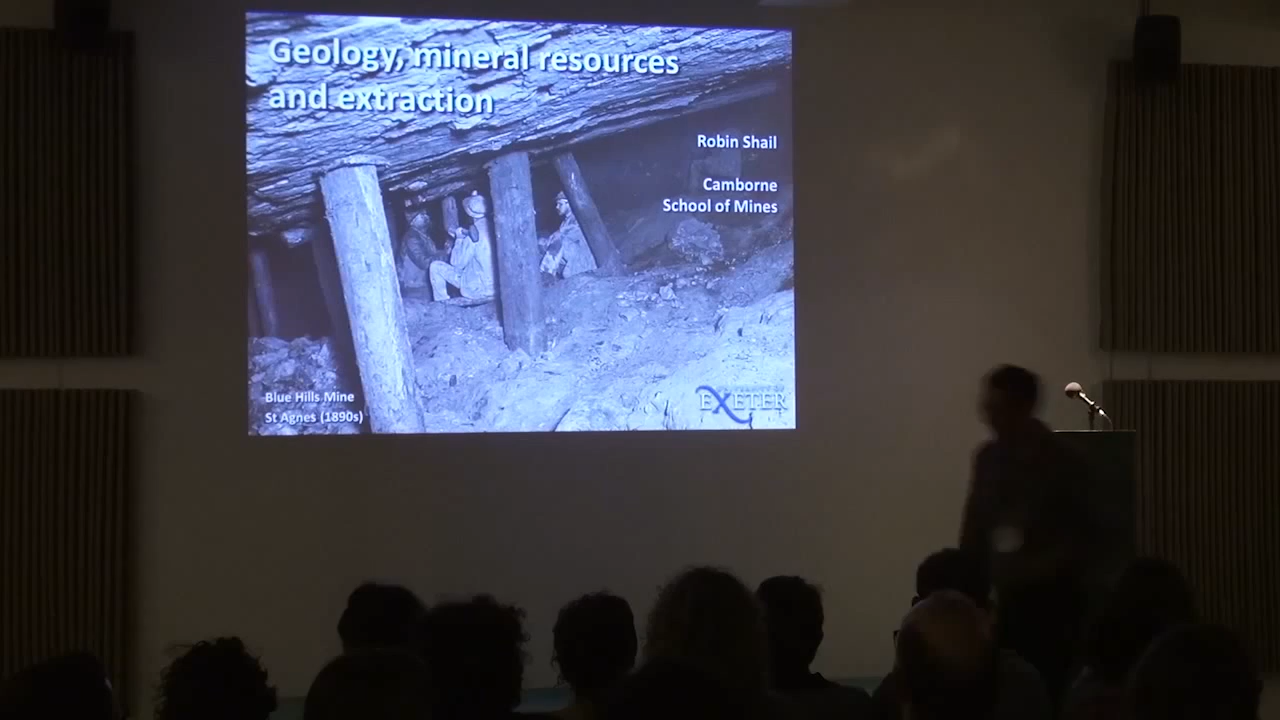 Geology, mineral resources
and extraction
Robin Shail
Camborne
School of Mines
Blue Hills Mine
St Agnes (1890s)
EXETER